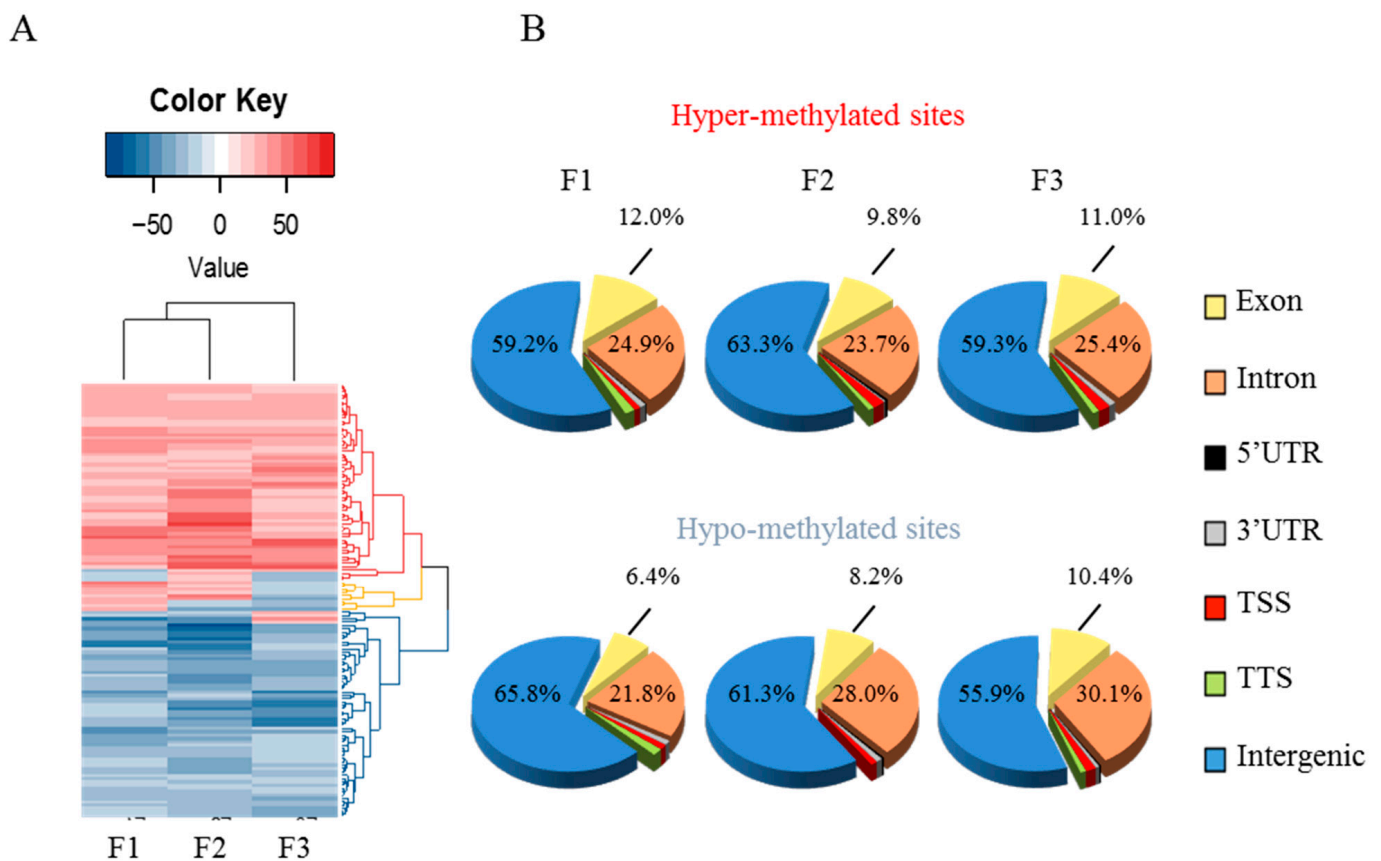 A
B
Color Key
−50 0 50
Value
F1 F2 F3
Hyper-methylated sites
F1 F2 F3
12.0% 9.8% 11.0%
59.2% 24.9% 63.3% 23.7% 59.3% 25.4%
Hypo-methylated sites
6.4% 8.2% 10.4%
65.8% 21.8% 61.3% 28.0% 55.9% 30.1%
Exon
Intron
5’UTR
3’UTR
TSS
TTS
Intergenic